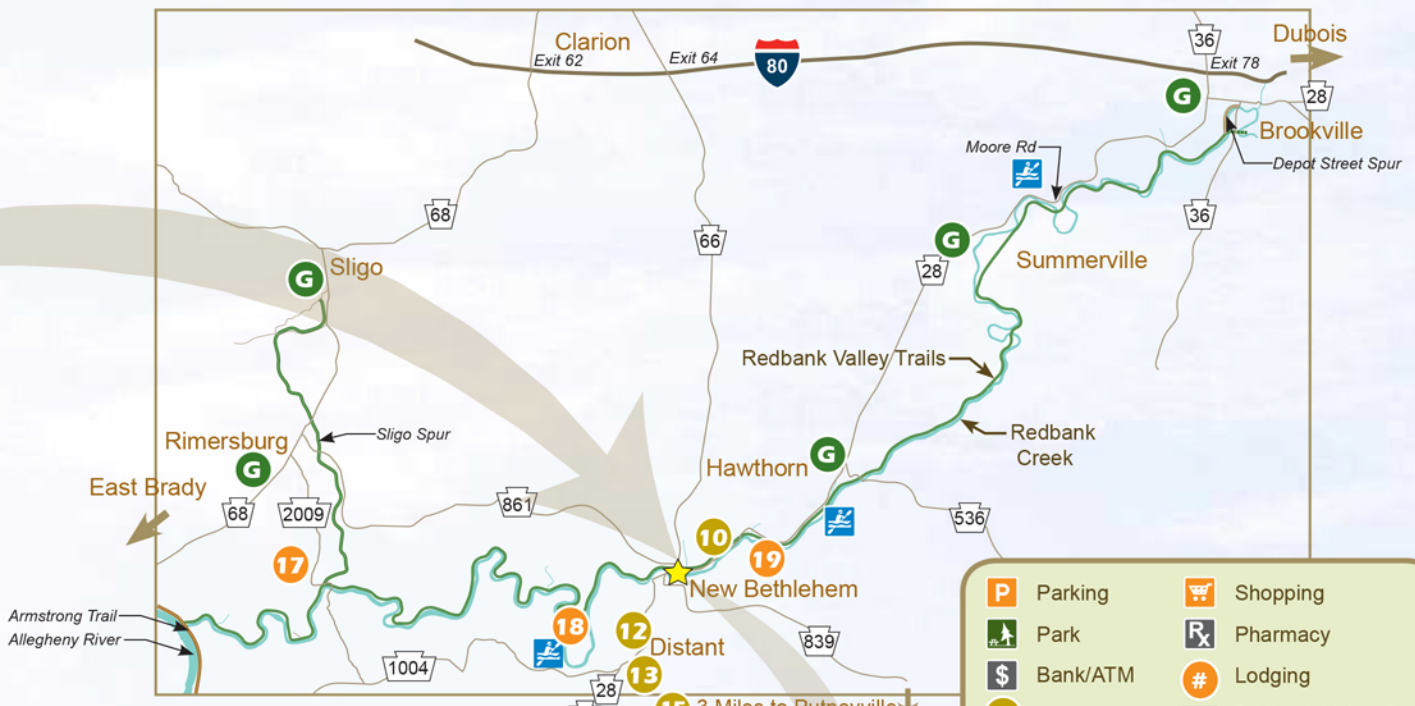 36
Dubois
Clarion
Exit 62
Exit 64
80
Exit 78
G
28
Brookville
Moore Rd
Depot Street Spur
68
66
36
G
Sligo
G
28
Summerville
Redbank Valley Trails
Sligo Spur
Rimersburg
G
Redbank
Creek
Hawthorn
G
East Brady
68
2009
861
536
10
17
19
New Bethlehem
P Parking
Shopping
Armstrong Trail
Allegheny River
18
12
Distant
839
Park
Rx Pharmacy
1004
13
28
$ Bank/ATM
# Lodging
15
3 Miles to Putneyville